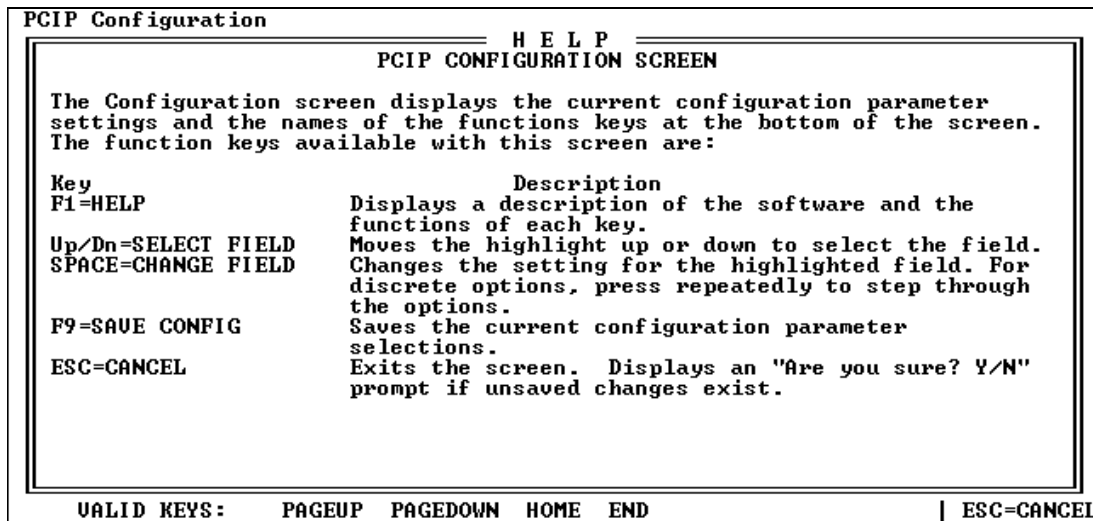 PCIP Configuration
H E L P
PCIP CONFIGURATION SCREEN
The Configuration screen displays the current configuration parameter
settings and the names of the functions keys at the bottom of the screen.
The function keys available with this screen are:
Key Description
F1=HELP Displays a description of the software and the
functions of each key.
Up/Dn=SELECT FIELD Moves the highlight up or down to select the field.
SPACE=CHANGE FIELD Changes the setting for the highlighted field. For
discrete options, press repeatedly to step through
the options.
F9=SAVE CONFIG Saves the current configuration parameter
selections.
ESC=CANCEL Exits the screen. Displays an "Are you sure? Y/N"
prompt if unsaved changes exist.
VALID KEYS: PAGEUP PAGEDOWN HOME END | ESC=CANCEL